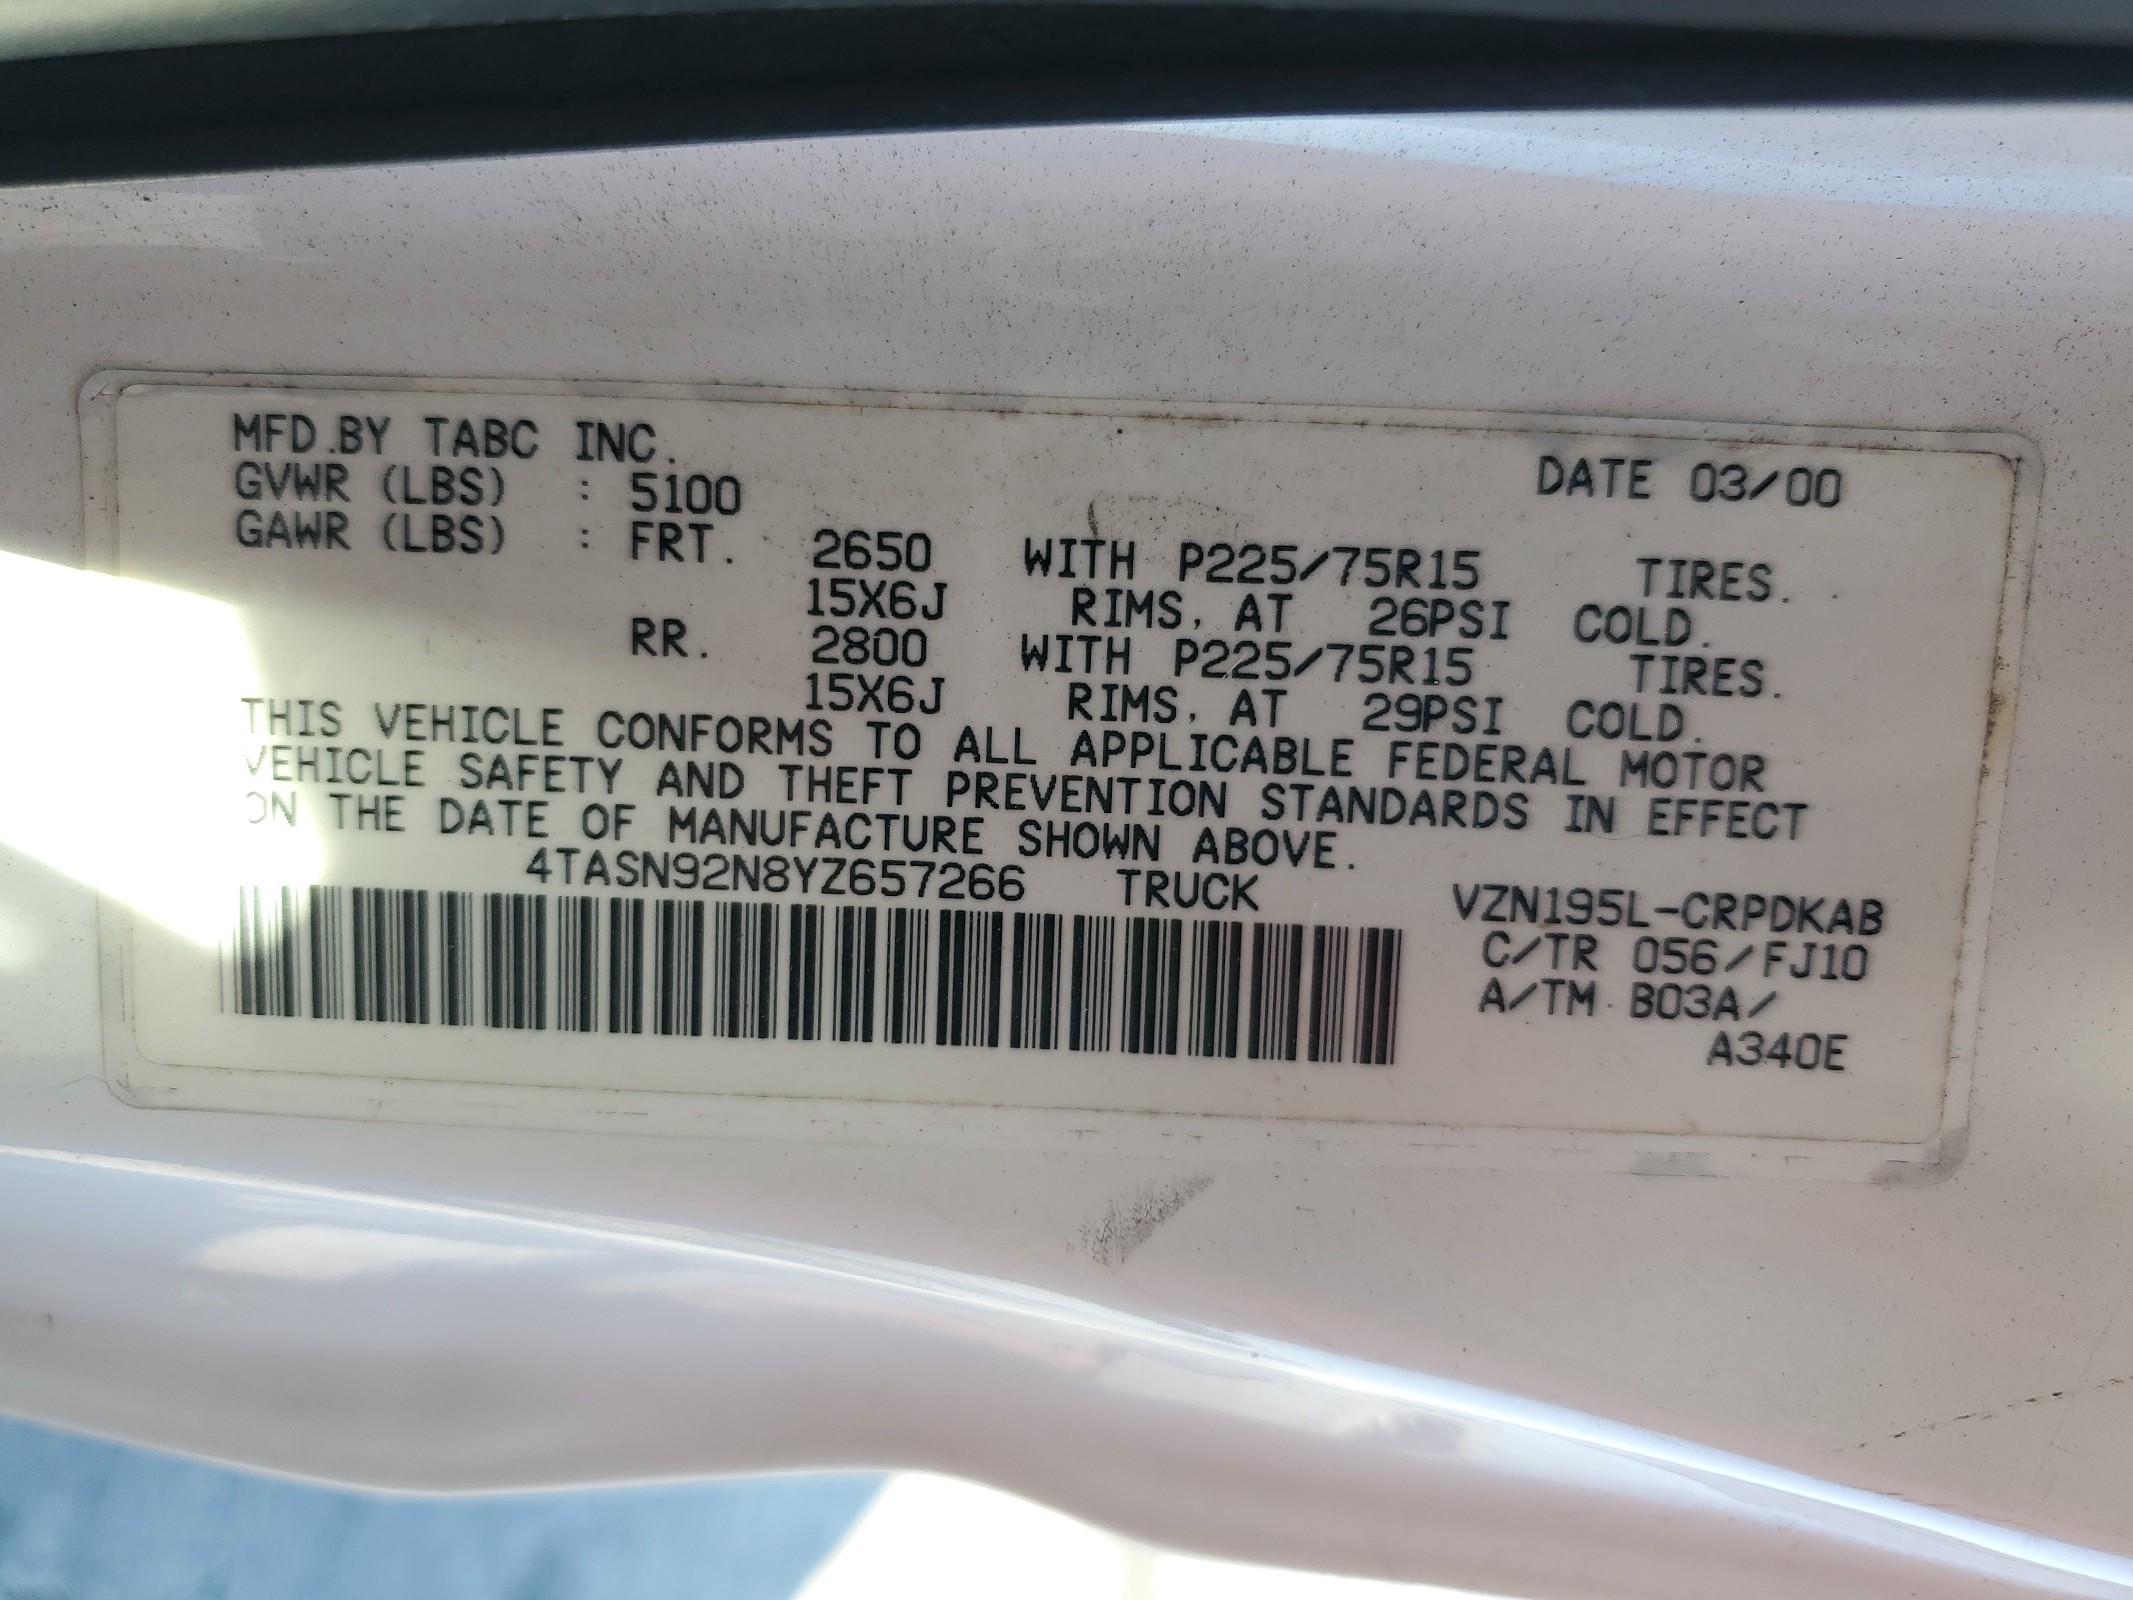 MFD.BY TABC INC.
DATE 03/00
GVWR (LBS) : 5100
GAWR (LBS) : FRT. 2650 WITH P225/75R15 TIRES.
15X6J RIMS, AT 26PSI COLD.
RR. 2800 WITH P225/75R15 TIRES.
15X6J RIMS, AT 29PSI COLD.
THIS VEHICLE CONFORMS TO ALL APPLICABLE FEDERAL MOTOR
VEHICLE SAFETY AND THEFT PREVENTION STANDARDS IN EFFECT
ON THE DATE OF MANUFACTURE SHOWN ABOVE.
4TASN92N8YZ657266 TRUCK
VZN195L-CRPDKAB
C/TR 056/FJ10
A/TM B03A/
A340E